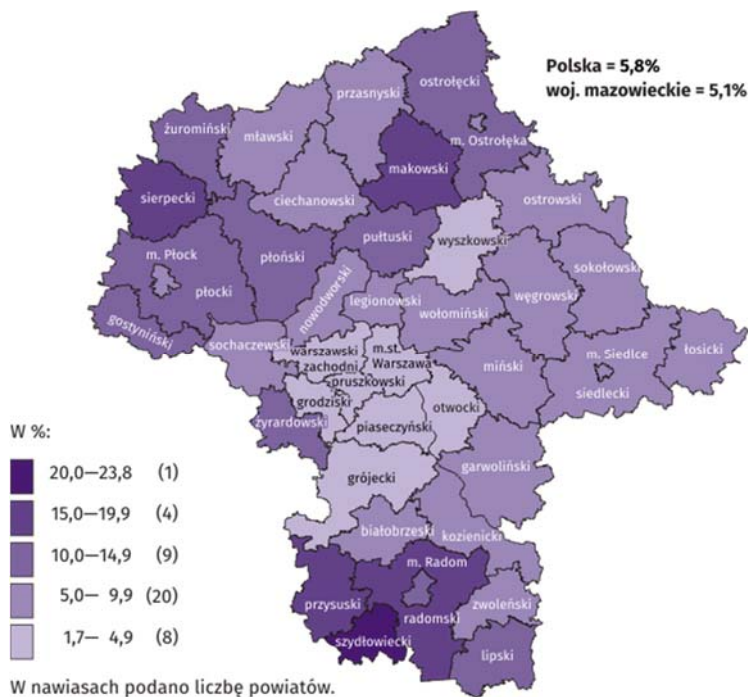 Polska = 5,8%
woj. mazowieckie = 5,1%
ostrołęcki
przasnyski
żuromiński
mławski
m. Ostrołęka
makowski
sierpecki
ciechanowski
ostrowski
pułtuski
wyszkowski
m. Płock
płoński
sokołowski
płocki
nowodworski
legionowski
węgrowski
wołomiński
gostyniński
sochaczewski
warszawski
zachodni
m.st.
Warszawa
m. Siedlce
łosicki
miński
pruszkowski
siedlecki
grodziski
otwocki
żyrardowski
piaseczyński
garwoliński
grójecki
białobrzeski
kozienicki
m. Radom
przysuski
radomski
zwoleński
szydłowiecki
lipski
W %:
20,0—23,8 (1)
15,0—19,9 (4)
10,0—14,9 (9)
5,0— 9,9 (20)
1,7— 4,9 (8)
W nawiasach podano liczbę powiatów.